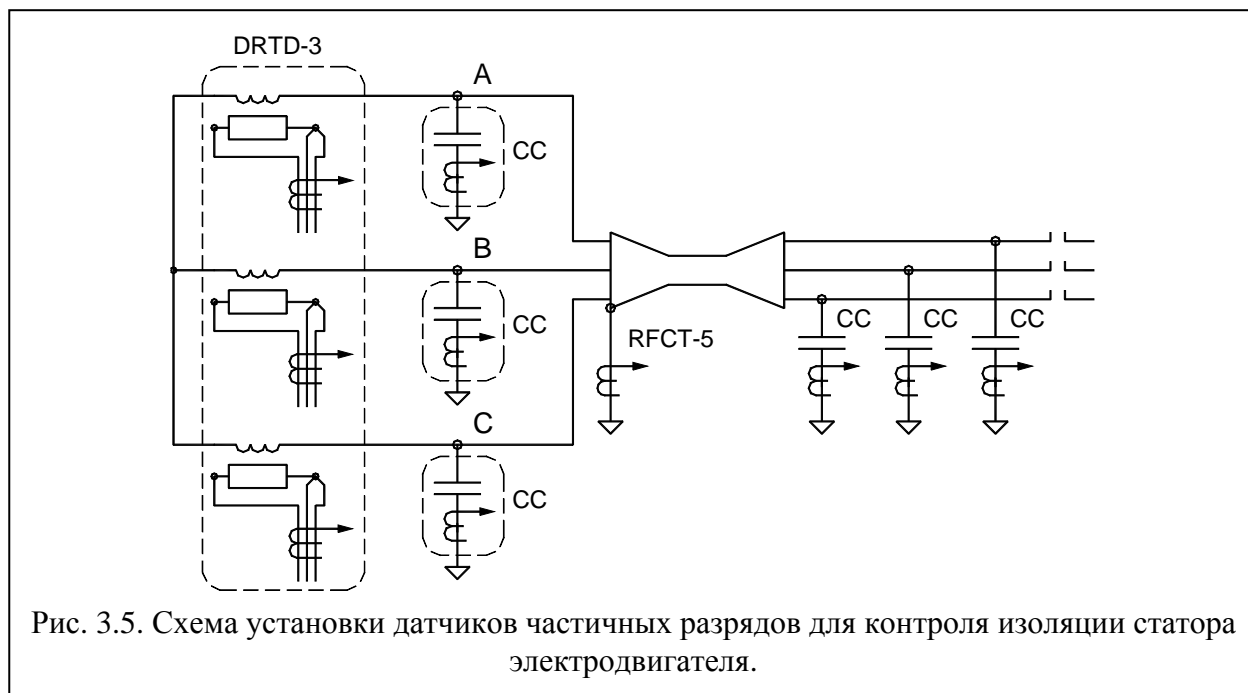 DRTD-3
A
CC
B
CC
RFCT-5
CC
CC
CC
C
CC
Рис. 3.5. Схема установки датчиков частичных разрядов для контроля изоляции статора
электродвигателя.